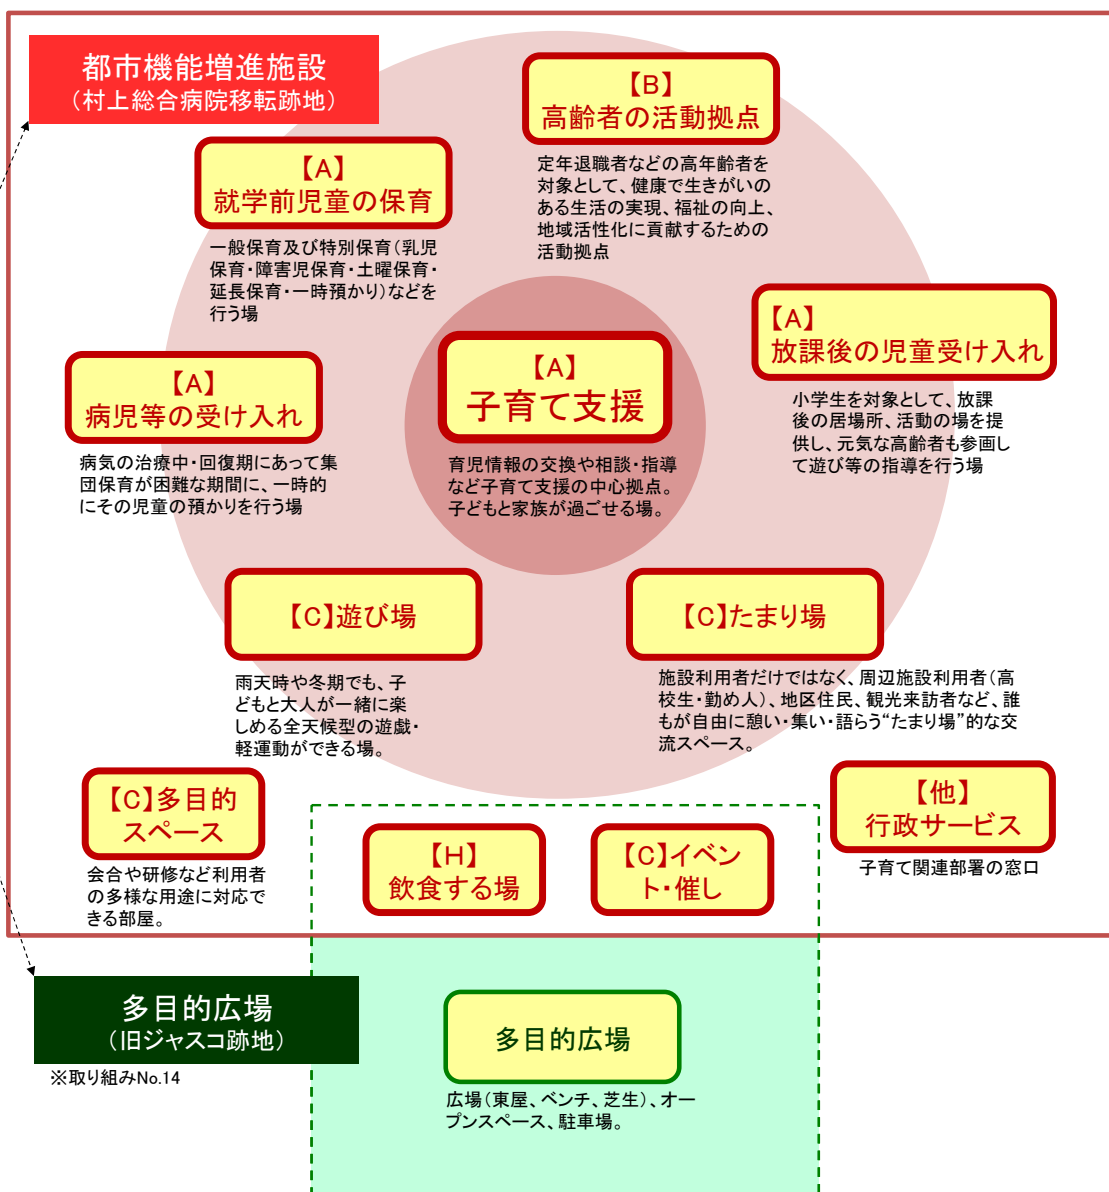 都市機能増進施設
（村上総合病院移転跡地）
【B】
高齢者の活動拠点
定年退職者などの高年齢者を
対象として、健康で生きがいの
ある生活の実現、福祉の向上、
地域活性化に貢献するための
活動拠点
【A】
就学前児童の保育
一般保育及び特別保育（乳児
保育・障害児保育・土曜保育・
延長保育・一時預かり）などを
行う場
【A】
放課後の児童受け入れ
小学生を対象として、放課
後の居場所、活動の場を提
供し、元気な高齢者も参画し
て遊び等の指導を行う場
【A】
子育て支援
育児情報の交換や相談・指導
など子育て支援の中心拠点。
子どもと家族が過ごせる場。
【A】
病児等の受け入れ
病気の治療中・回復期にあって集
団保育が困難な期間に、一時的
にその児童の預かりを行う場
【C】遊び場
雨天時や冬期でも、子
どもと大人が一緒に楽
しめる全天候型の遊戯・
軽運動ができる場。
【C】たまり場
施設利用者だけではなく、周辺施設利用者（高
校生・勤め人）、地区住民、観光来訪者など、誰
もが自由に憩い・集い・語らう“たまり場”的な交
流スペース。
【C】多目的
スペース
会合や研修など利用者
の多様な用途に対応で
きる部屋。
【H】
飲食する場
【C】イベン
ト・催し
【他】
行政サービス
子育て関連部署の窓口
多目的広場
（旧ジャスコ跡地）
※取り組みNo.14
多目的広場
広場（東屋、ベンチ、芝生）、オー
プンスペース、駐車場。